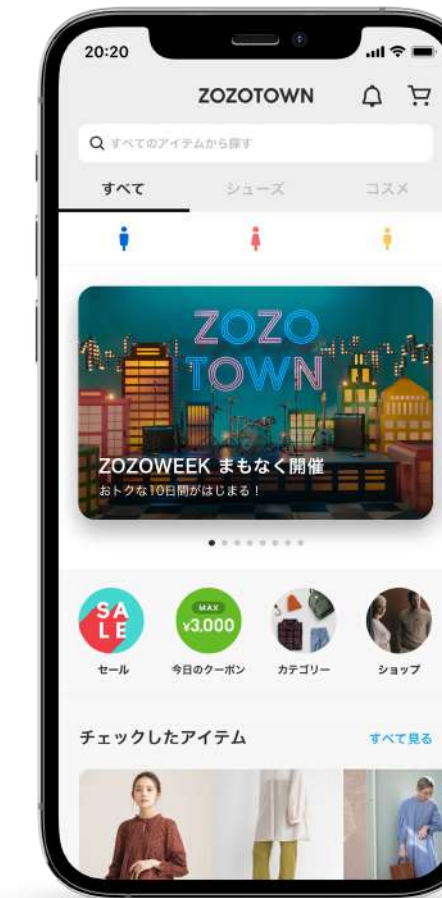 20:20
ZOZOTOWN
すべてのアイテムから探す
すべて
シューズ
コスメ
ZOZO
TOWN
ZOZOWEEK まもなく開催
おトクな10日間がはじまる！
SA
LE
MAX
¥3,000
セール
今日のクーポン
カテゴリー
ショップ
チェックしたアイテム
すべて見る